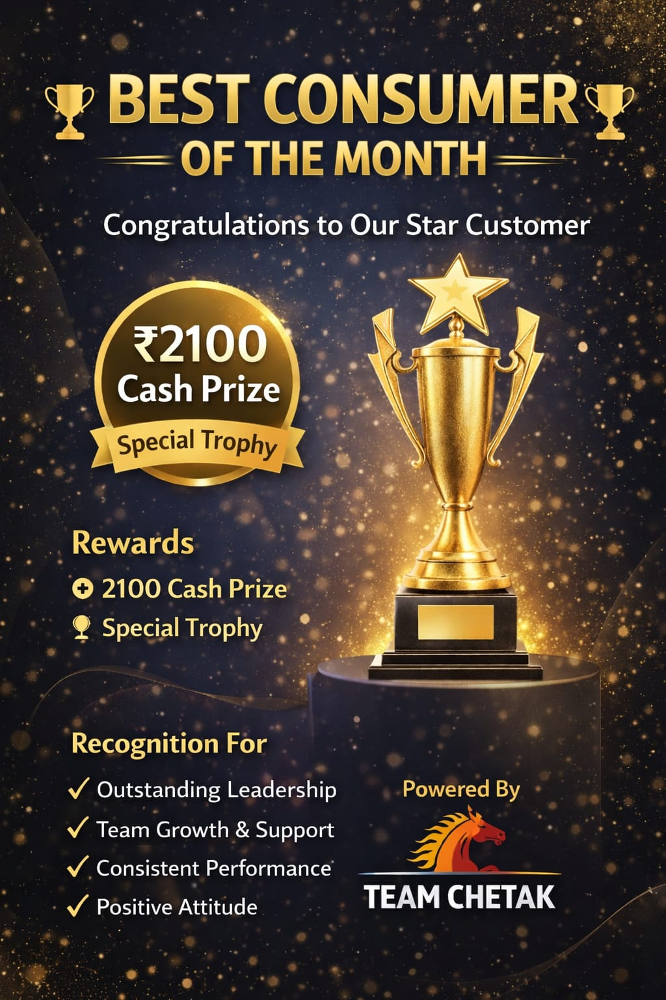 BEST CONSUMER
OF THE MONTH
Congratulations to Our Star Customer
₹2100
Cash Prize
Special Trophy
Rewards
2100 Cash Prize
Special Trophy
Recognition For
Outstanding Leadership
Team Growth & Support
Consistent Performance
Positive Attitude
Powered By
TEAM CHETAK